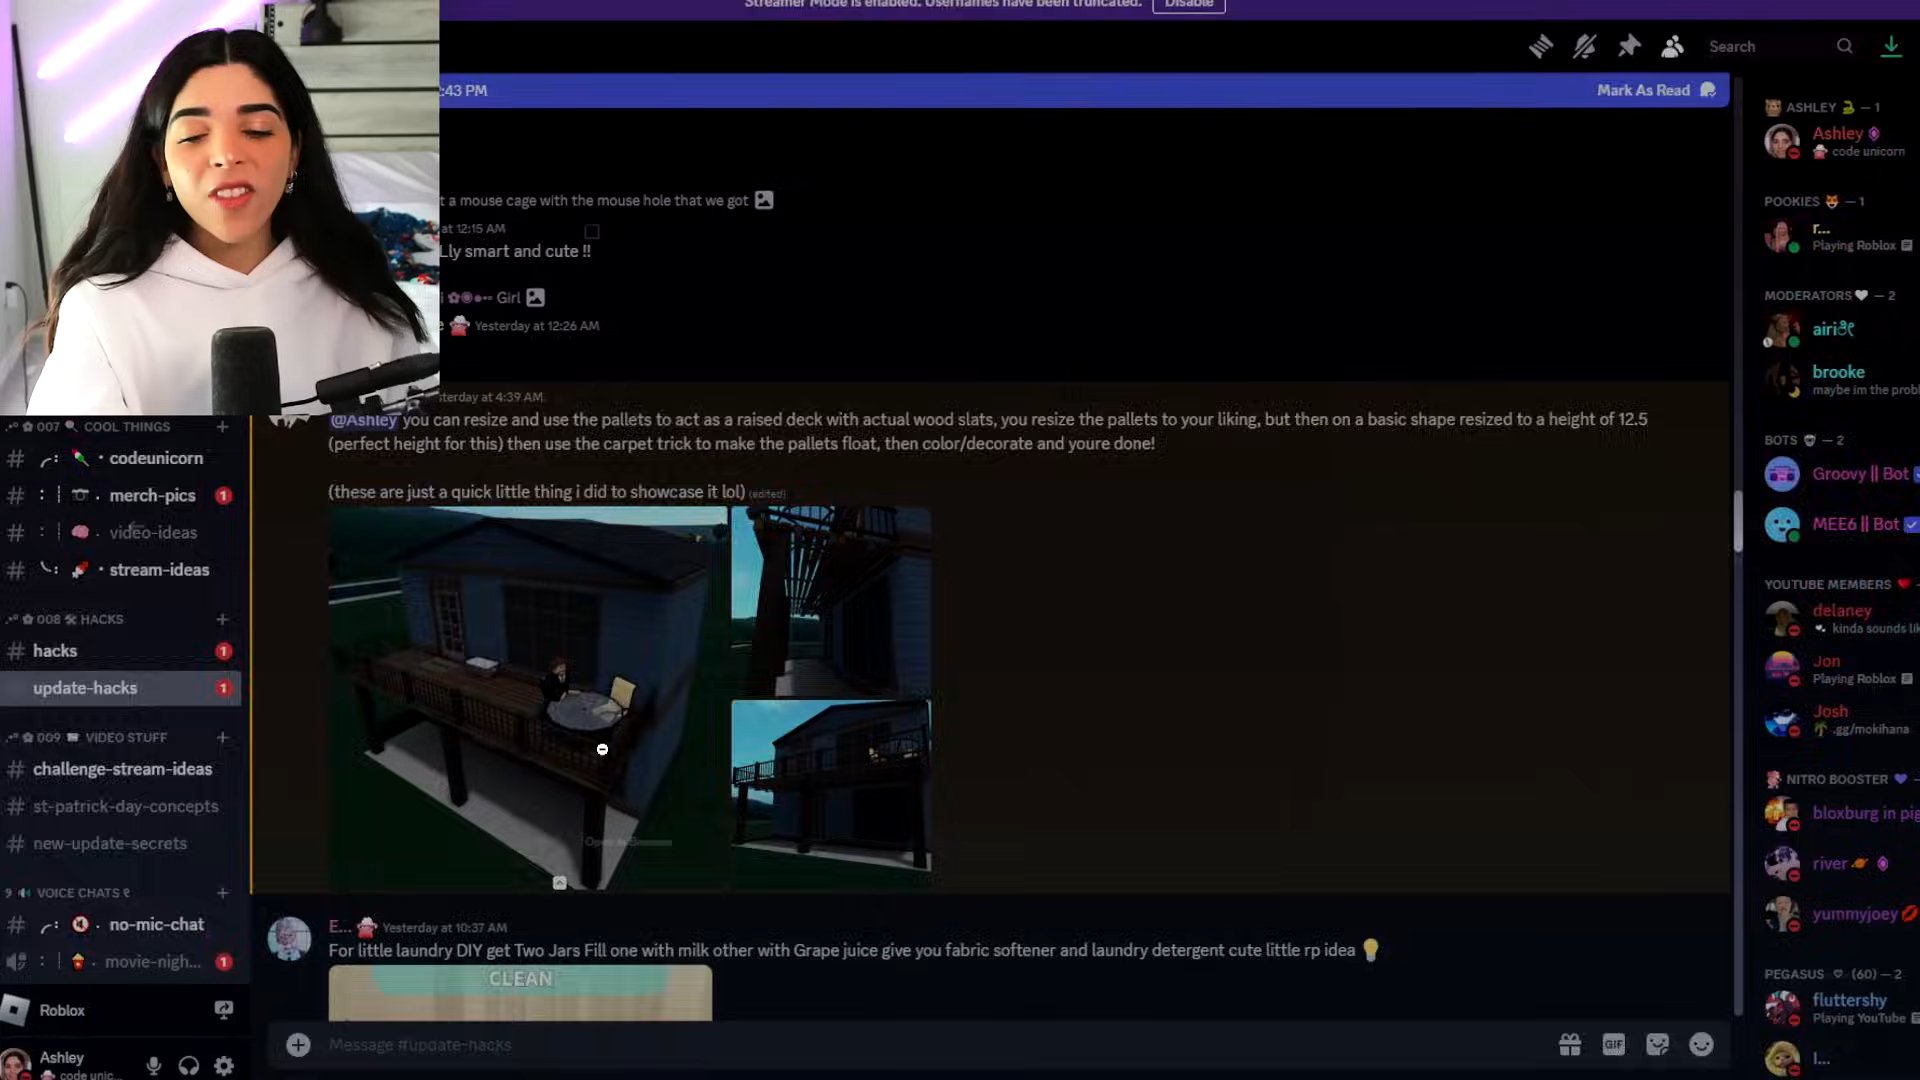 Streamer Mode is enabled. Usernames have been truncated.
Disable
Search
:43 PM
Mark As Read
t a mouse cage with the mouse hole that we got
at 12:15 AM
Lly smart and cute !!
Girl
Yesterday at 12:26 AM
sterday at 4:39 AM
@Ashley you can resize and use the pallets to act as a raised deck with actual wood slats, you resize the pallets to your liking, but then on a basic shape resized to a height of 12.5
(perfect height for this) then use the carpet trick to make the pallets float, then color/decorate and youre done!
(these are just a quick little thing i did to showcase it lol) (edited)
E... Yesterday at 10:37 AM
For little laundry DIY get Two Jars Fill one with milk other with Grape juice give you fabric softener and laundry detergent cute little rp idea
CLEAN
Message #update-hacks
GIF
007 COOL THINGS
codeunicorn
merch-pics 1
video-ideas
stream-ideas
008 HACKS
hacks 1
update-hacks 1
009 VIDEO STUFF
challenge-stream-ideas
st-patrick-day-concepts
new-update-secrets
9 VOICE CHATS
no-mic-chat
movie-nigh... 1
Roblox
Ashley
code unic...
ASHLEY — 1
Ashley
code unicorn
POOKIES — 1
r...
Playing Roblox
MODERATORS — 2
airi
brooke
maybe im the probl
BOTS — 2
Groovy || Bot
MEE6 || Bot
YOUTUBE MEMBERS
delaney
kinda sounds lik
Jon
Playing Roblox
Josh
.gg/mokihana
NITRO BOOSTER
bloxburg in pig
river
yummyjoey
PEGASUS (60) — 2
fluttershy
Playing YouTube
l...